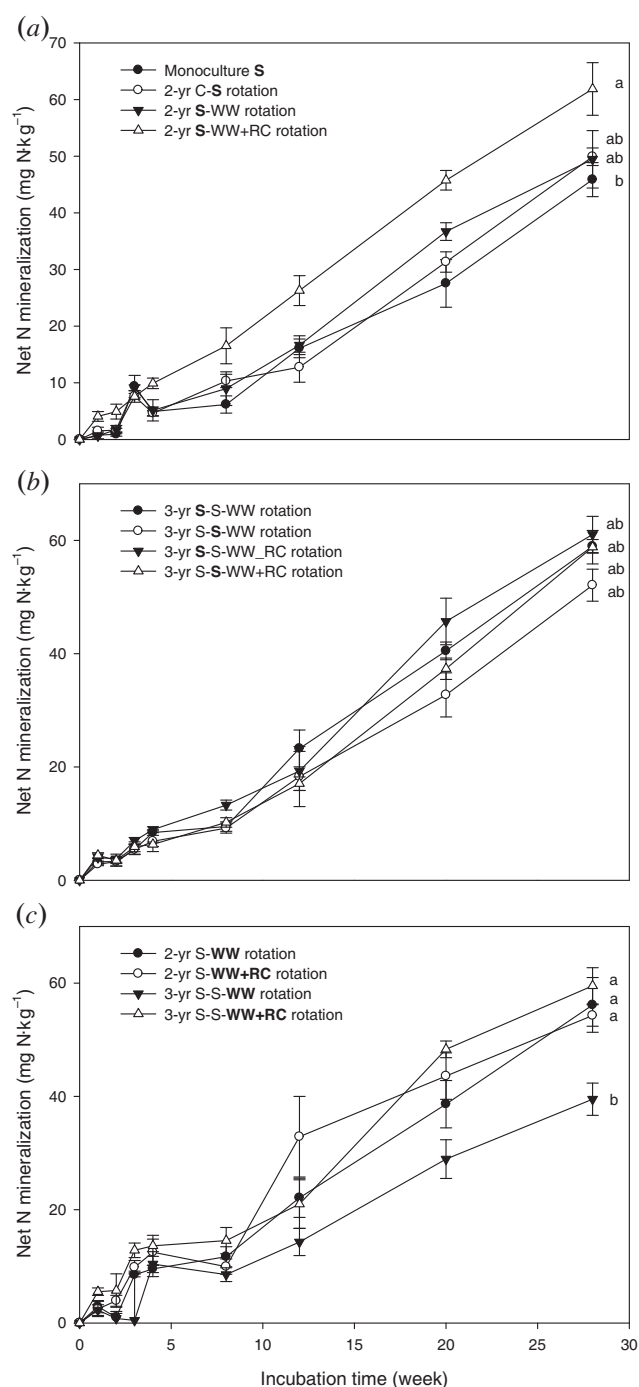 (a)
70
60
50
40
30
20
10
0
Net N mineralization (mg N·kg⁻¹)
Monoculture S
2-yr C-S rotation
2-yr S-WW rotation
2-yr S-WW+RC rotation
a
ab
ab
b
(b)
60
40
20
0
Net N mineralization (mg N·kg⁻¹)
3-yr S-S-WW rotation
3-yr S-S-WW rotation
3-yr S-S-WW_RC rotation
3-yr S-S-WW+RC rotation
ab
ab
ab
ab
(c)
60
40
20
0
Net N mineralization (mg N·kg⁻¹)
2-yr S-WW rotation
2-yr S-WW+RC rotation
3-yr S-S-WW rotation
3-yr S-S-WW+RC rotation
a
a
a
b
0 5 10 15 20 25 30
Incubation time (week)